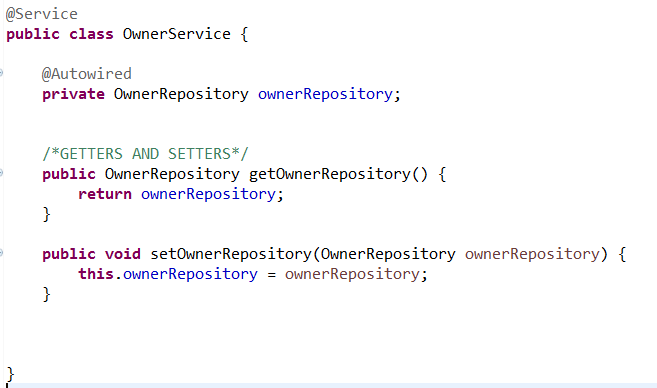 @Service
public class OwnerService {
@Autowired
private OwnerRepository ownerRepository;
/*GETTERS AND SETTERS*/
public OwnerRepository getOwnerRepository() {
return ownerRepository;
}
public void setOwnerRepository(OwnerRepository ownerRepository) {
this.ownerRepository = ownerRepository;
}
}